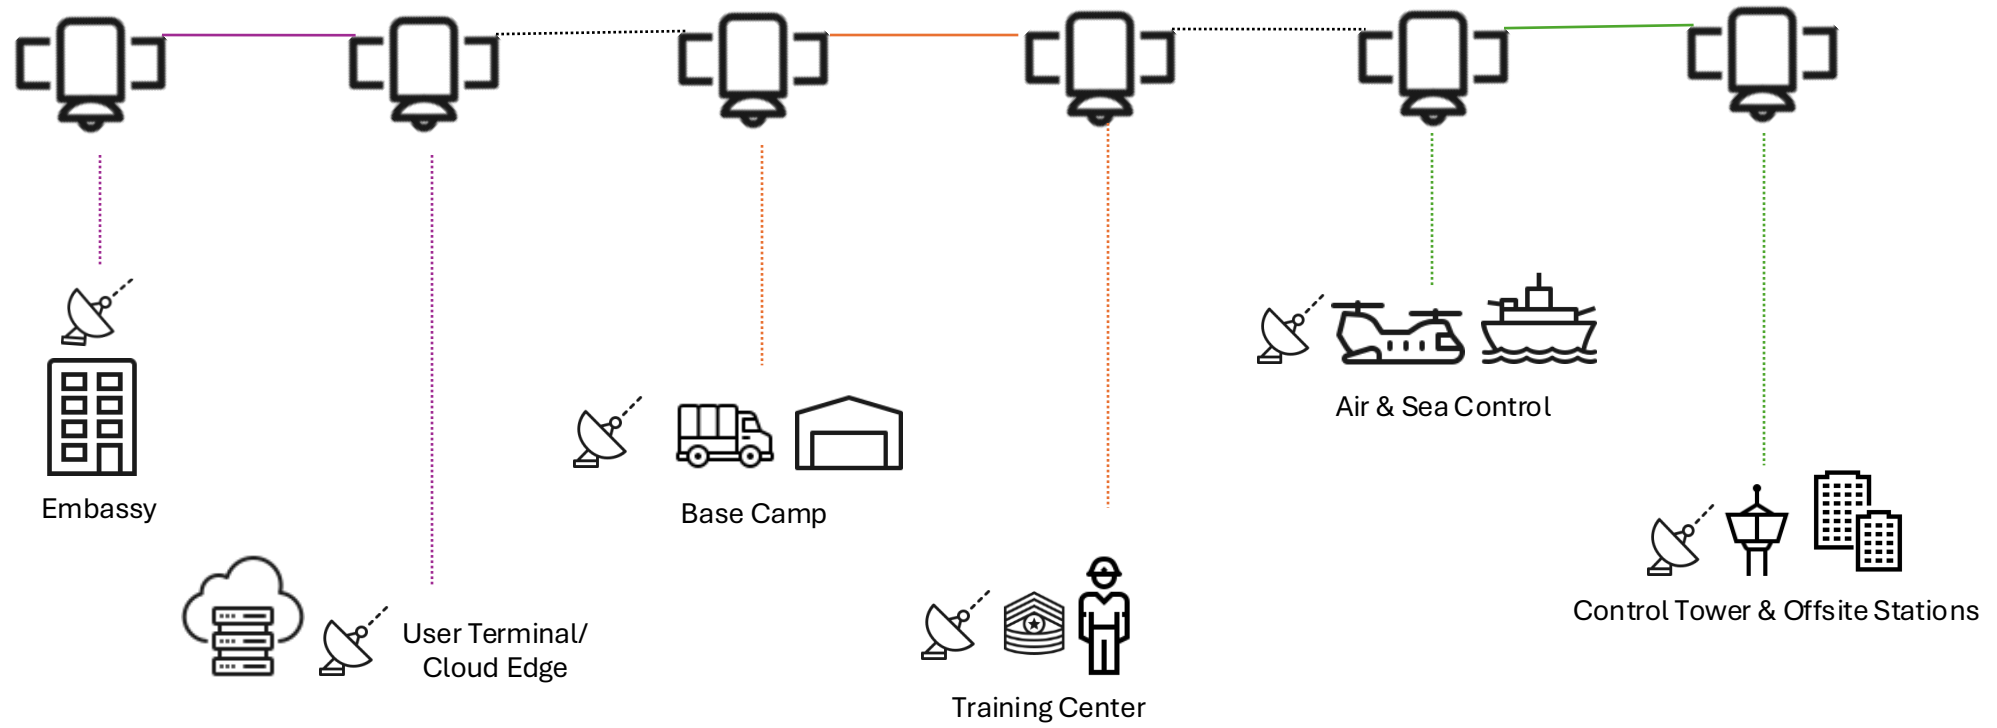 Embassy
User Terminal/
Cloud Edge
Base Camp
Training Center
Air & Sea Control
Control Tower & Offsite Stations